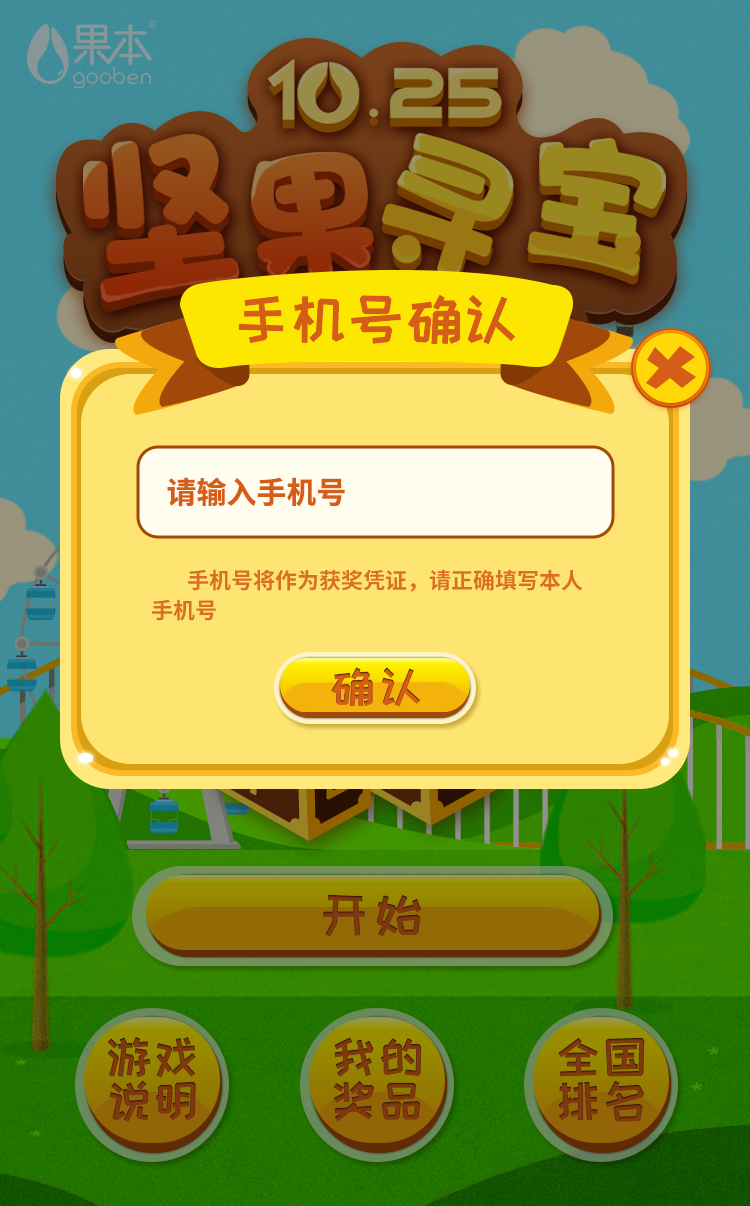 果本®
gooben
10.25
坚果寻宝
手机号确认
请输入手机号
手机号将作为获奖凭证，请正确填写本人
手机号
确认
开始
游戏
说明
我的
奖品
全国
排名